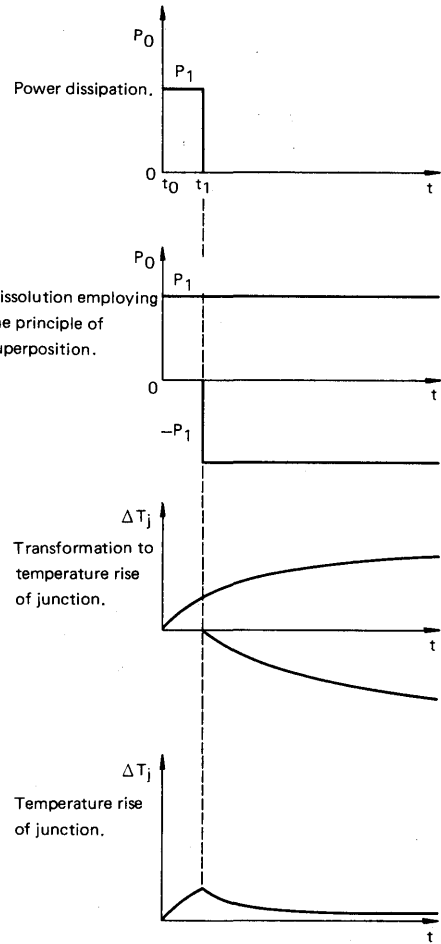 P0
P1
Power dissipation.
0
t0 t1 t
P0
P1
issolution employing
e principle of
uperposition.
0
t
−P1
ΔTj
Transformation to
temperature rise
of junction.
t
ΔTj
Temperature rise
of junction.
t